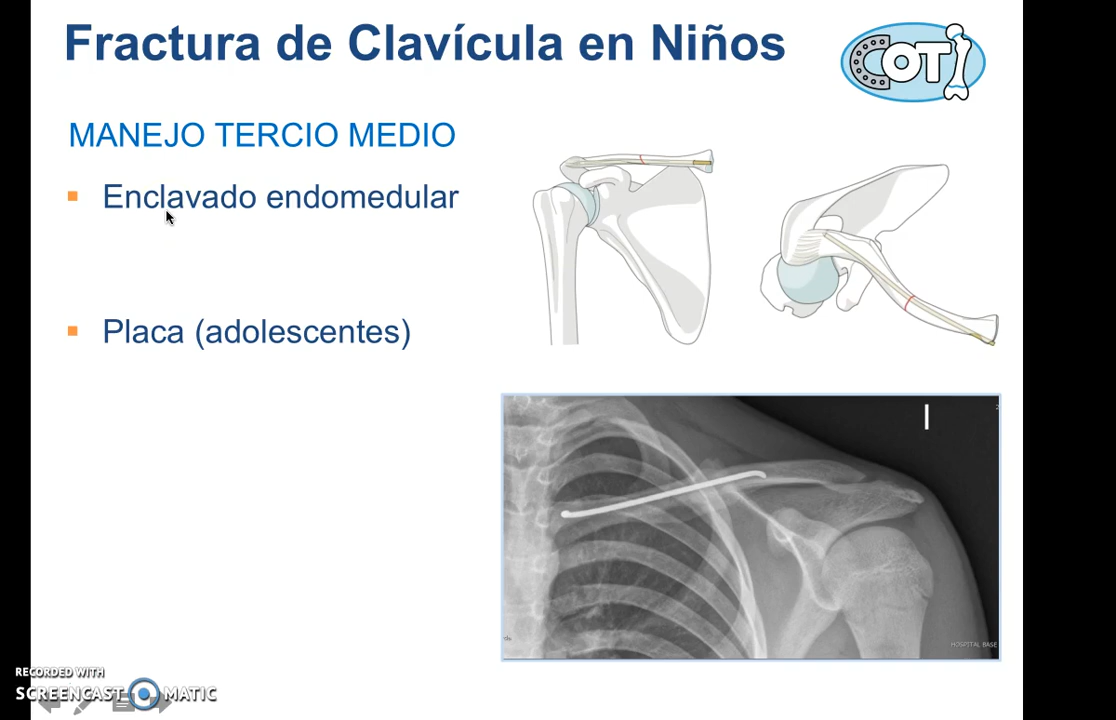 Fractura de Clavícula en Niños
COTI
MANEJO TERCIO MEDIO
Enclavado endomedular
Placa (adolescentes)
I
HOSPITAL BASE
RECORDED WITH
SCREENCAST MATIC